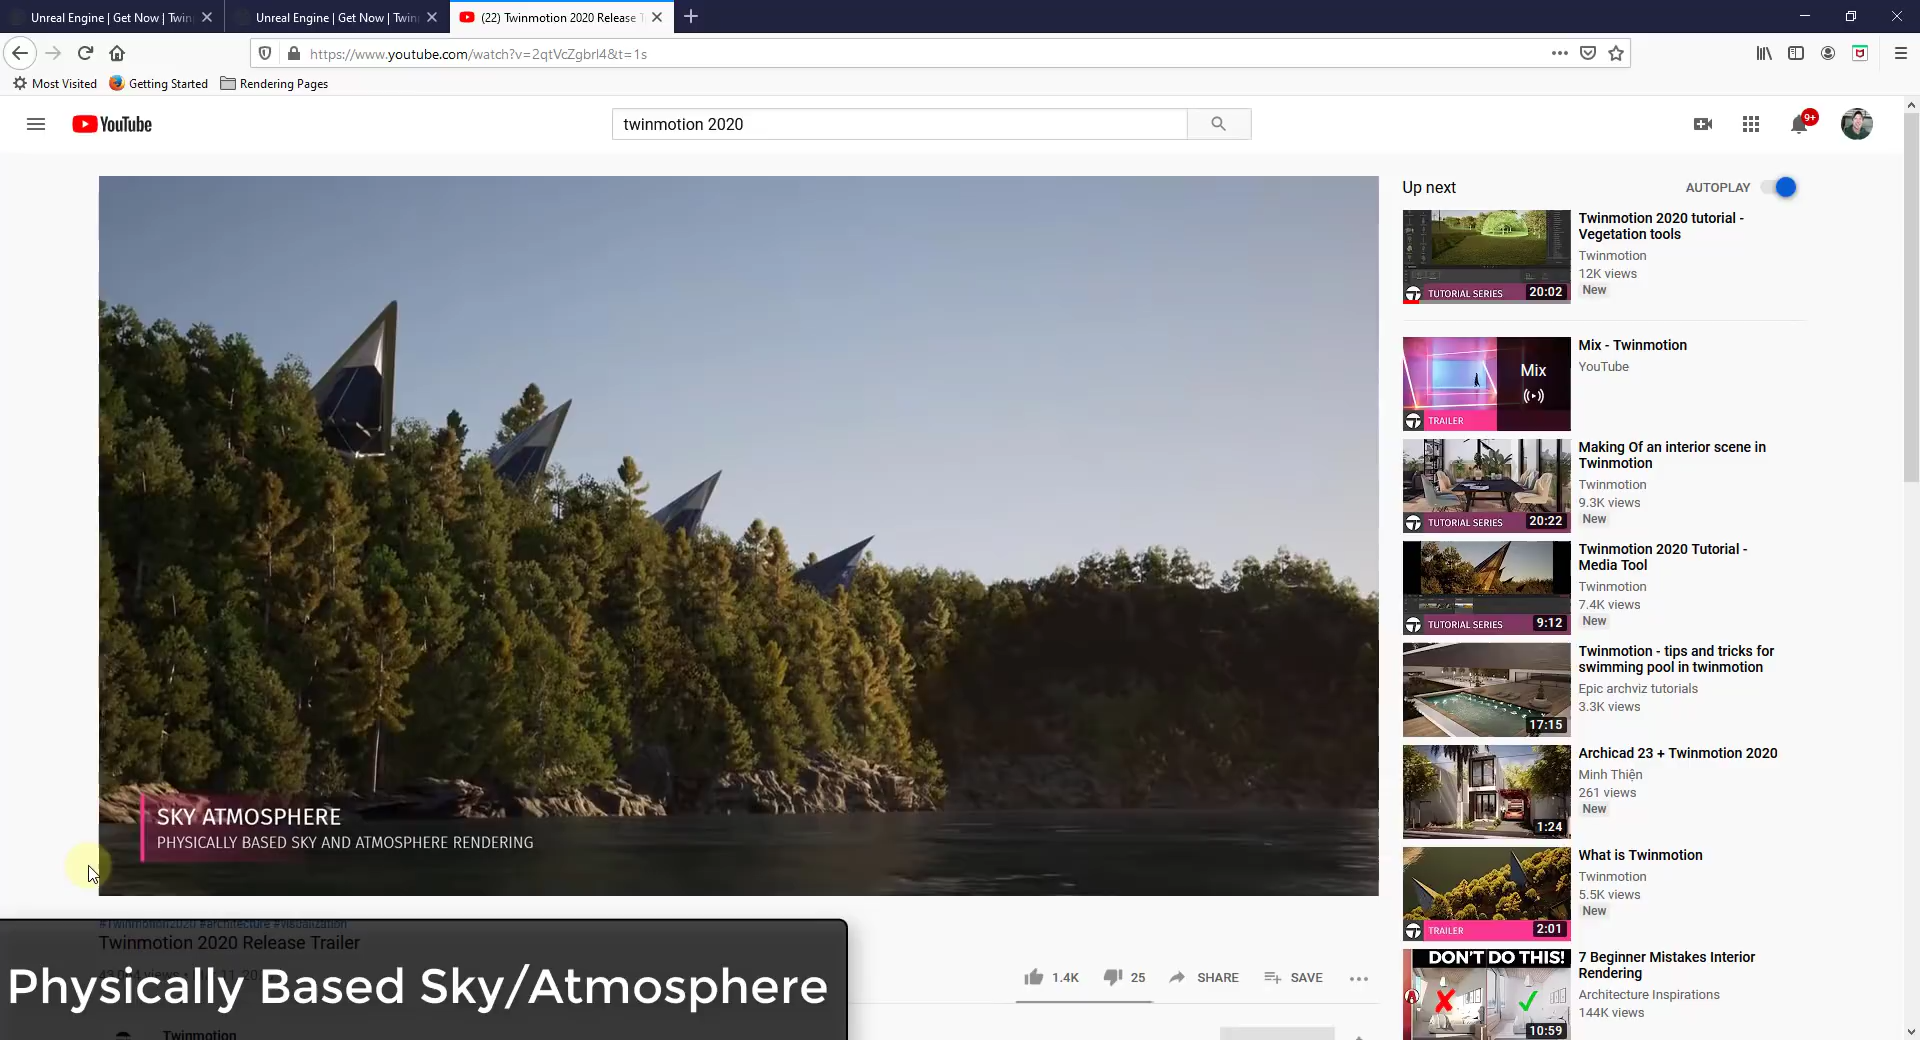 Unreal Engine | Get Now | Twin
Unreal Engine | Get Now | Twin
(22) Twinmotion 2020 Release T
https://www.youtube.com/watch?v=2qtVcZgbrI4&t=1s
Most Visited
Getting Started
Rendering Pages
YouTube
twinmotion 2020
9+
SKY ATMOSPHERE
PHYSICALLY BASED SKY AND ATMOSPHERE RENDERING
#Twinmotion2020 #architecture #visualization
Twinmotion 2020 Release Trailer
Physically Based Sky/Atmosphere
Twinmotion
1.4K
25
SHARE
SAVE
Up next
AUTOPLAY
TUTORIAL SERIES
20:02
Twinmotion 2020 tutorial -
Vegetation tools
Twinmotion
12K views
New
Mix
TRAILER
Mix - Twinmotion
YouTube
TUTORIAL SERIES
20:22
Making Of an interior scene in
Twinmotion
Twinmotion
9.3K views
New
TUTORIAL SERIES
9:12
Twinmotion 2020 Tutorial -
Media Tool
Twinmotion
7.4K views
New
17:15
Twinmotion - tips and tricks for
swimming pool in twinmotion
Epic archviz tutorials
3.3K views
1:24
Archicad 23 + Twinmotion 2020
Minh Thiện
261 views
New
TRAILER
2:01
What is Twinmotion
Twinmotion
5.5K views
New
DON'T DO THIS!
10:59
7 Beginner Mistakes Interior
Rendering
Architecture Inspirations
144K views